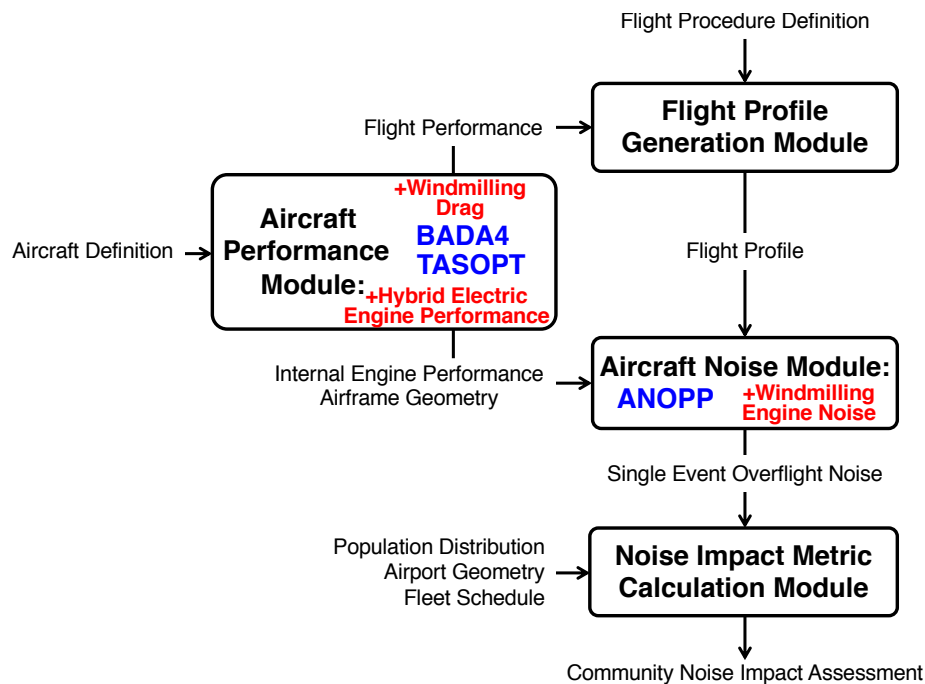 Flight Procedure Definition
Flight Profile
Generation Module
Flight Performance
+Windmilling
Drag
Aircraft
Performance
Module:
BADA4
TASOPT
+Hybrid Electric
Engine Performance
Aircraft Definition
Flight Profile
Internal Engine Performance
Airframe Geometry
Aircraft Noise Module:
ANOPP
+Windmilling
Engine Noise
Single Event Overflight Noise
Population Distribution
Airport Geometry
Fleet Schedule
Noise Impact Metric
Calculation Module
Community Noise Impact Assessment